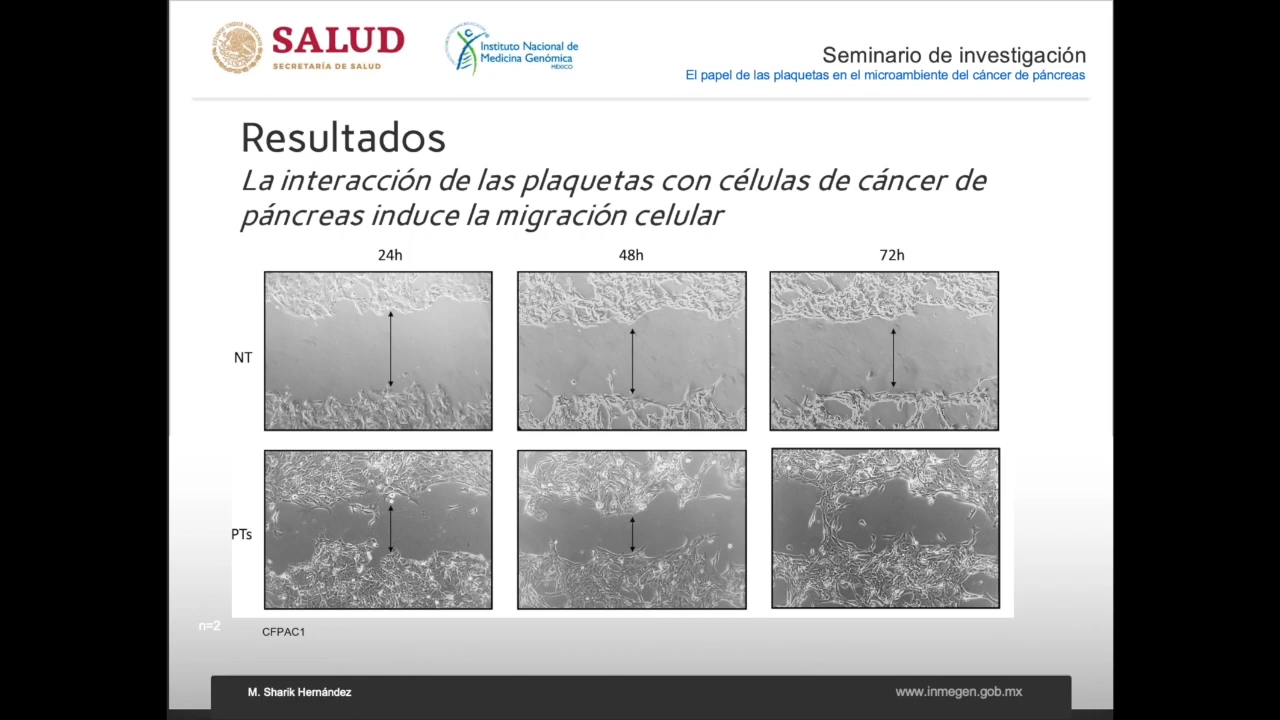 SALUD
SECRETARÍA DE SALUD
Instituto Nacional de
Medicina Genómica
MÉXICO
Seminario de investigación
El papel de las plaquetas en el microambiente del cáncer de páncreas
Resultados
La interacción de las plaquetas con células de cáncer de
páncreas induce la migración celular
24h 48h 72h
NT
PTs
n=2
CFPAC1
M. Sharik Hernández
www.inmegen.gob.mx